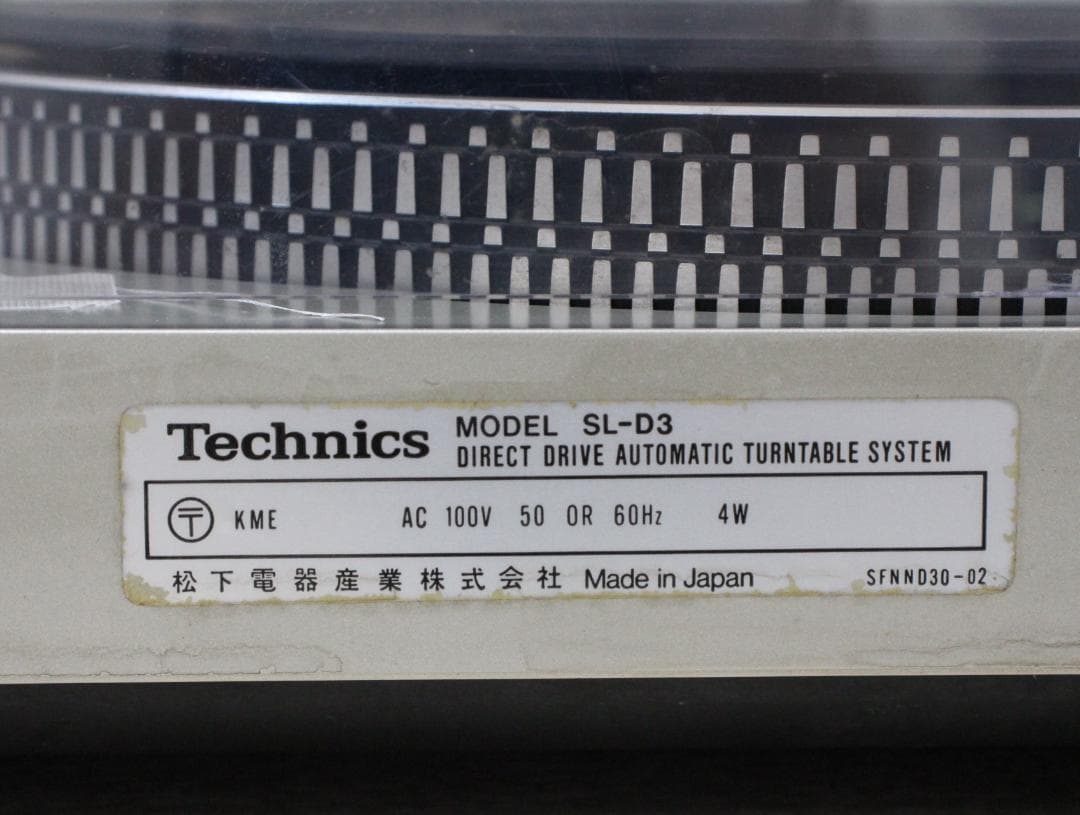 Technics MODEL SL-D3
DIRECT DRIVE AUTOMATIC TURNTABLE SYSTEM
〒 KME AC 100V 50 OR 60Hz 4W
松下電器産業株式会社 Made in Japan SFNND30-02